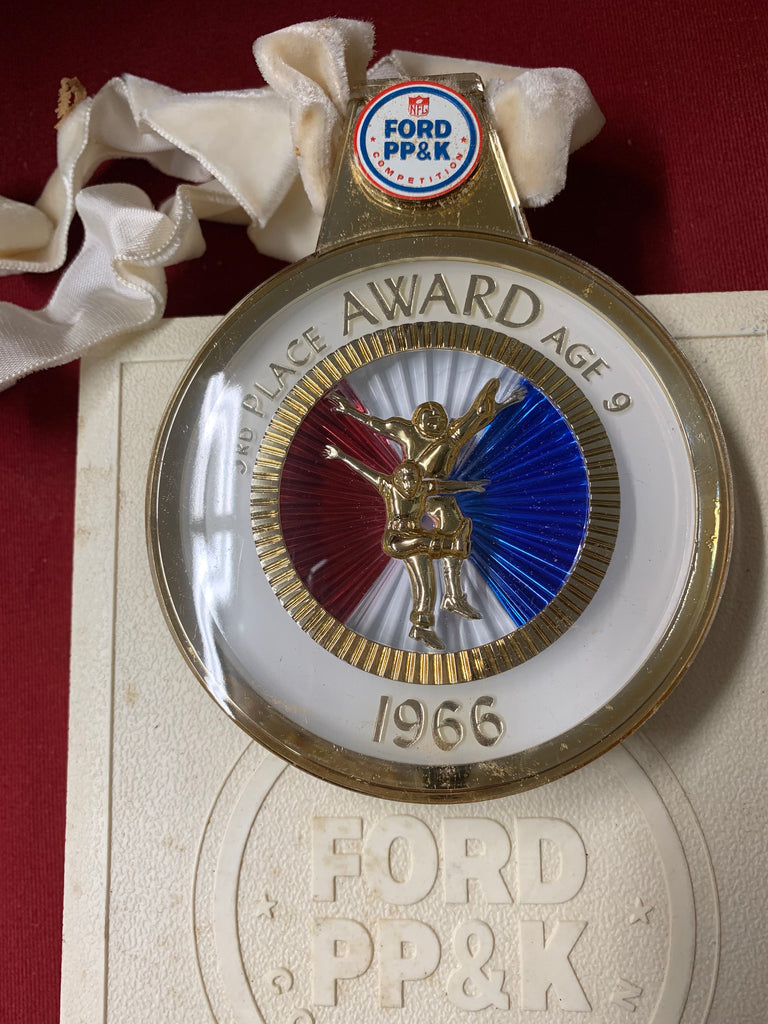 NFL
FORD
PP&K
COMPETITION
3RD PLACE AWARD AGE 9
1966
FORD
PP&K